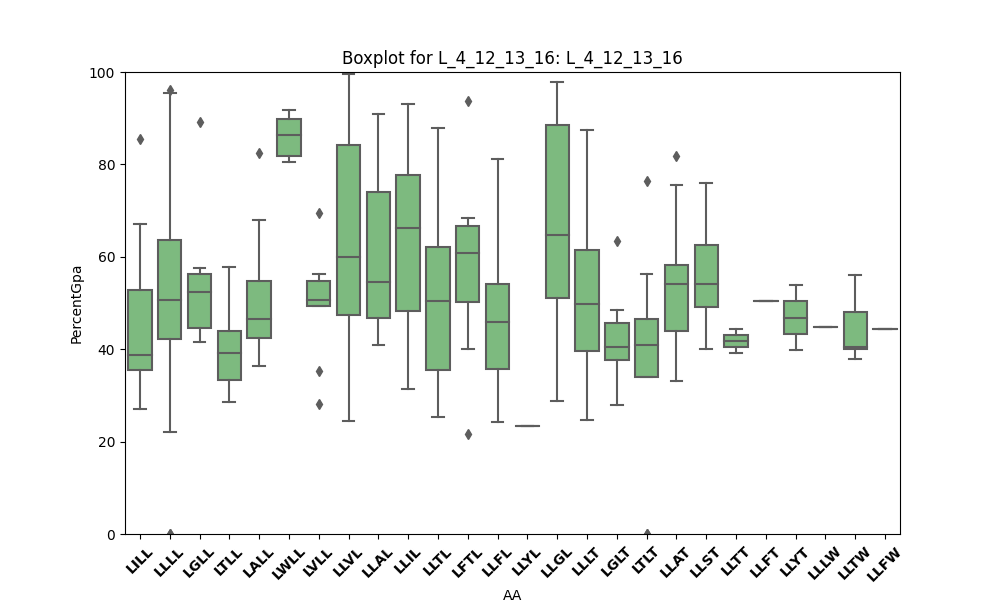 Boxplot for L_4_12_13_16: L_4_12_13_16
100
80
60
40
20
0
PercentGpa
LILL LLLL LGLL LTLL LALL LWLL LVLL LLVL LLAL LLIL LLTL LFTL LLFL LLYL LLGL LLLT LGLT LTLT LLAT LLST LLTT LLFT LLYT LLLW LLTW LLFW
AA